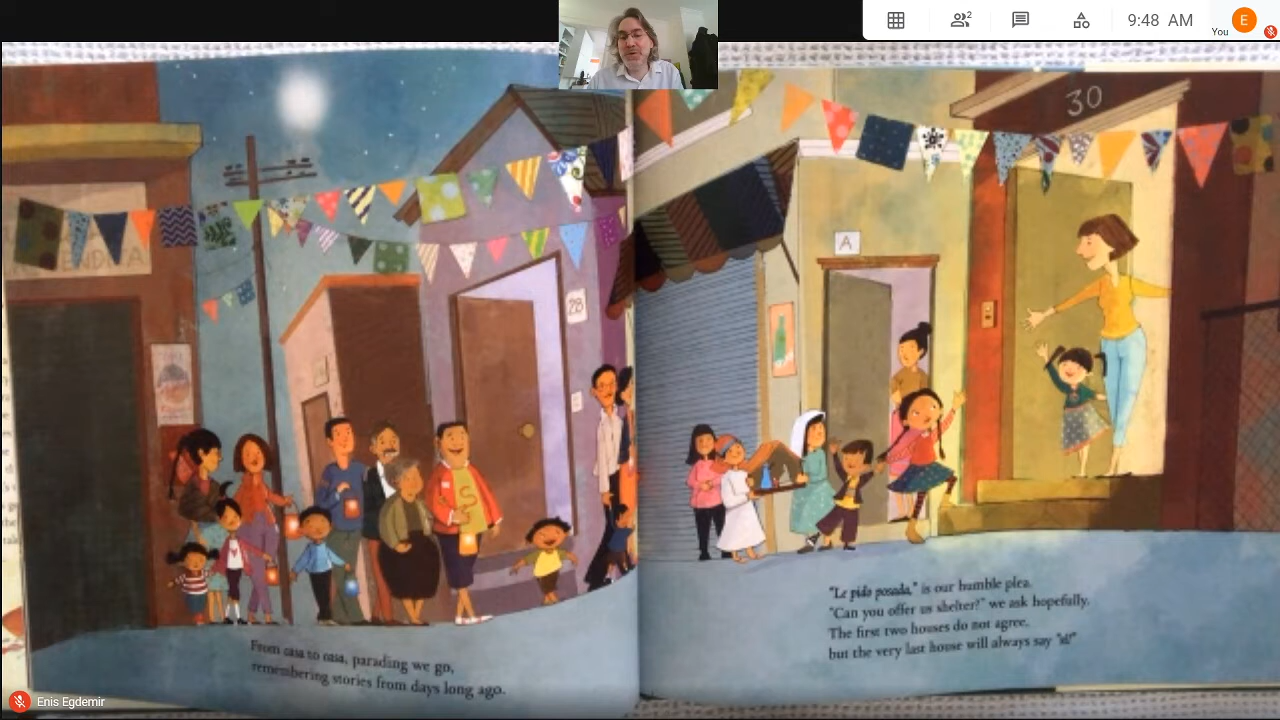 9:48 AM
You
E
30
A
28
From casa to casa, parading we go,
remembering stories from days long ago.
"Le pido posada," is our humble plea.
"Can you offer us shelter?" we ask hopefully.
The first two houses do not agree,
but the very last house will always say "sí!"
Enis Egdemir